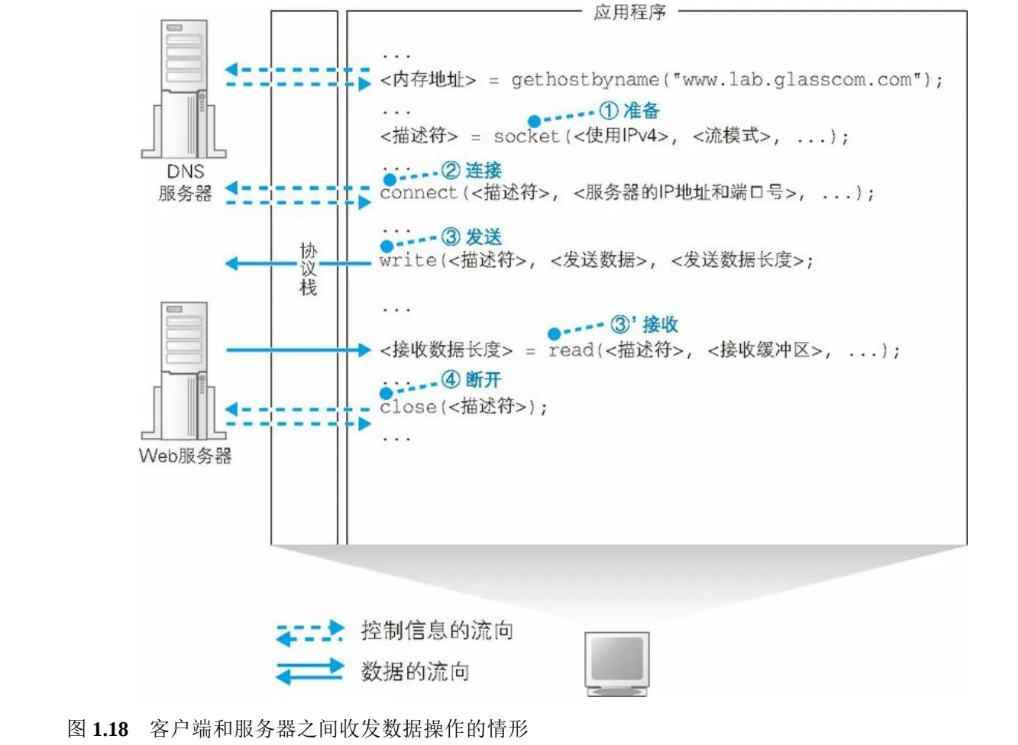 应用程序
...
<内存地址> = gethostbyname("www.lab.glasscom.com");
...
① 准备
<描述符> = socket(<使用IPv4>, <流模式>, ...);
DNS
服务器
...
② 连接
connect(<描述符>, <服务器的IP地址和端口号>, ...);
...
③ 发送
write(<描述符>, <发送数据>, <发送数据长度>;
协议栈
...
③' 接收
<接收数据长度> = read(<描述符>, <接收缓冲区>, ...);
...
④ 断开
close(<描述符>);
...
Web服务器
控制信息的流向
数据的流向
图 1.18 客户端和服务器之间收发数据操作的情形